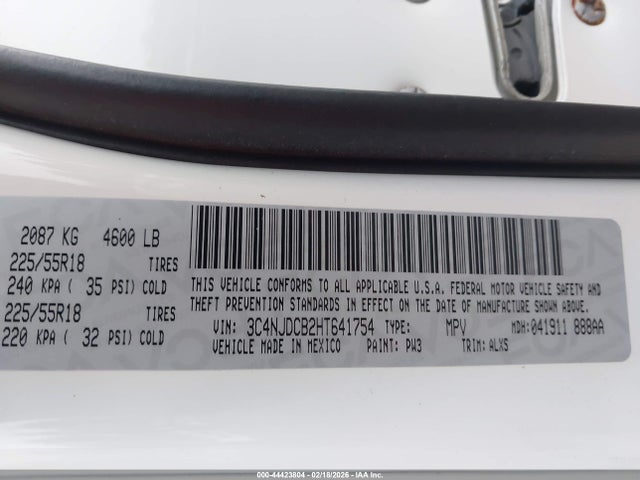 2087 KG 4600 LB
225/55R18 TIRES
240 KPA ( 35 PSI) COLD
225/55R18 TIRES
220 KPA ( 32 PSI) COLD
THIS VEHICLE CONFORMS TO ALL APPLICABLE U.S.A. FEDERAL MOTOR VEHICLE SAFETY AND
THEFT PREVENTION STANDARDS IN EFFECT ON THE DATE OF MANUFACTURE SHOWN ABOVE.
VIN: 3C4NJDCB2HT641754 TYPE: MPV MDH: 041911 888AA
VEHICLE MADE IN MEXICO PAINT: PW3 TRIM: ALXS
000-44423804 - 02/18/2026 - IAA Inc.